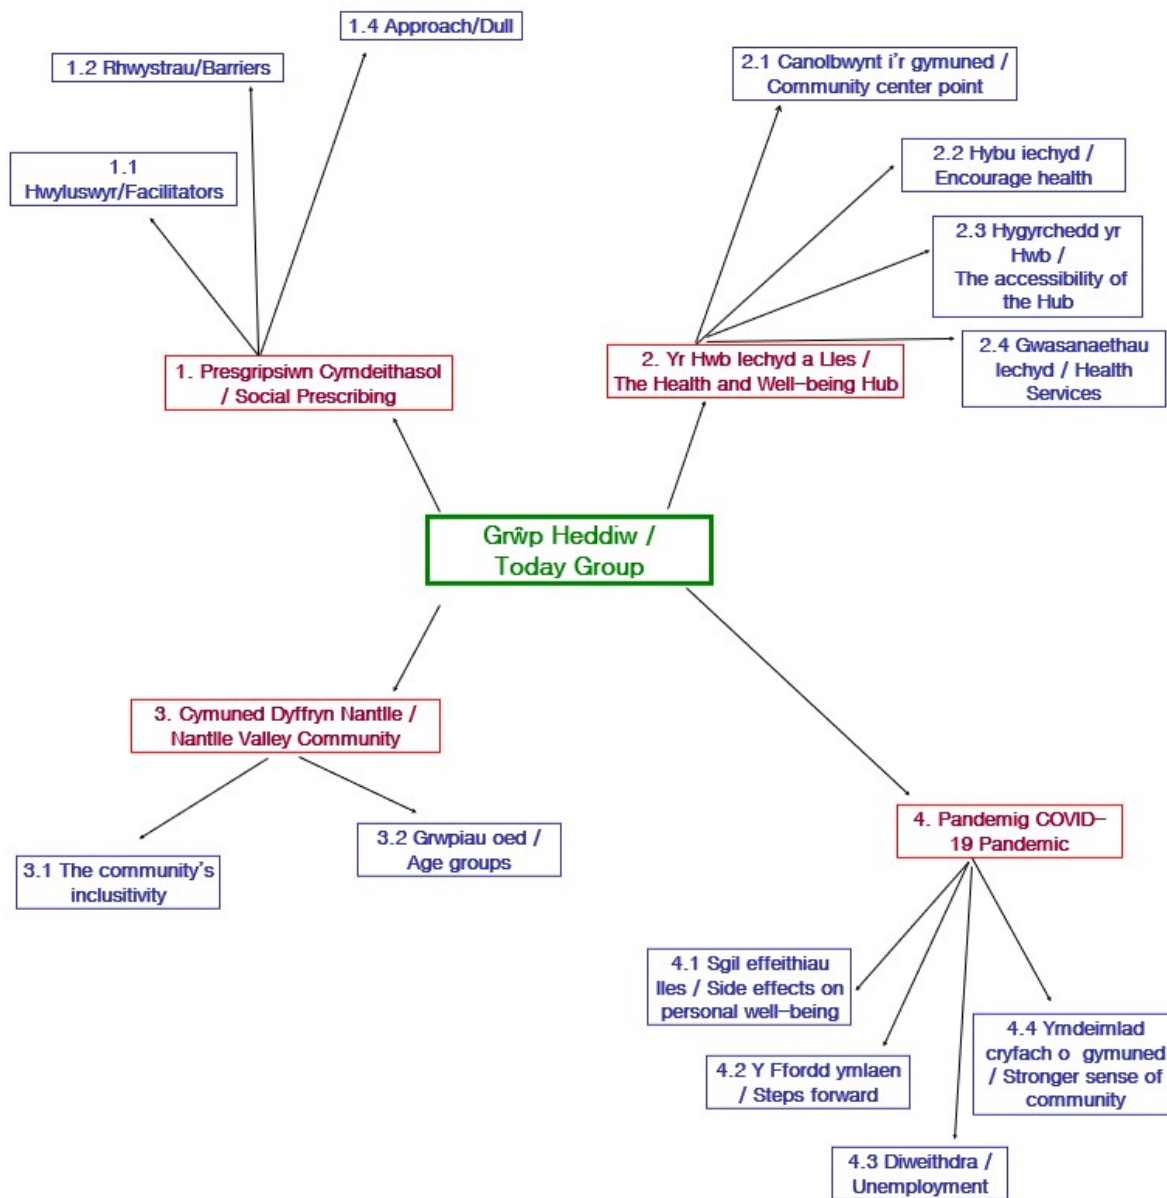 1.4 Approach/Dull
1.2 Rhwystrau/Barriers
1.1
Hwyluswyr/Facilitators
1. Presgripsiwn Cymdeithasol
/ Social Prescribing
2.1 Canolbwynt i'r gymuned /
Community center point
2.2 Hybu iechyd /
Encourage health
2.3 Hygyrchedd yr
Hwb /
The accessibility of
the Hub
2.4 Gwasanaethau
Iechyd / Health
Services
2. Yr Hwb Iechyd a Lles /
The Health and Well-being Hub
Grŵp Heddiw /
Today Group
3. Cymuned Dyffryn Nantlle /
Nantlle Valley Community
3.1 The community's
inclusitivity
3.2 Grwpiau oed /
Age groups
4. Pandemig COVID-
19 Pandemic
4.1 Sgil effeithiau
lles / Side effects on
personal well-being
4.2 Y Ffordd ymlaen
/ Steps forward
4.3 Diweithdra /
Unemployment
4.4 Ymdeimlad
cryfach o gymuned
/ Stronger sense of
community